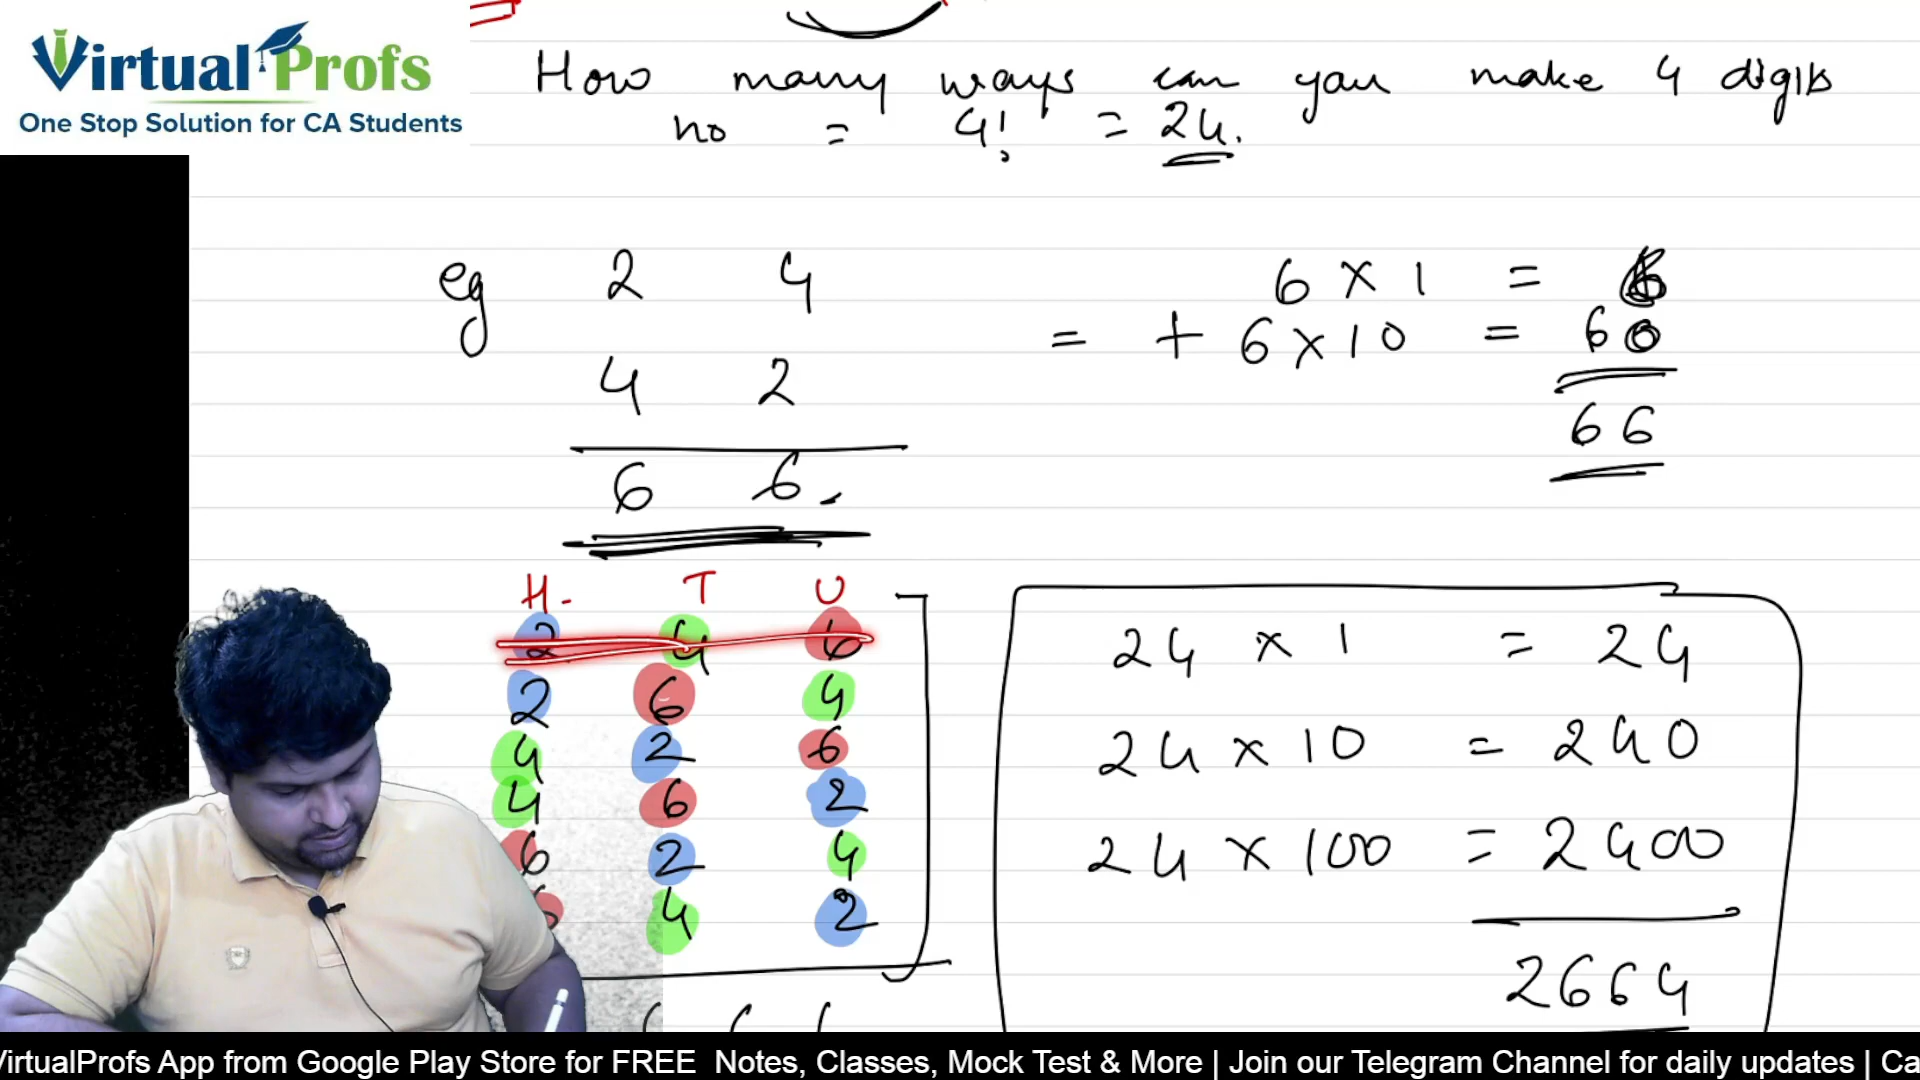 Virtual Profs
One Stop Solution for CA Students
How many ways can you make 4 digits
no = 4! = 24.
eg 2 4
4 2
6 6.
6 × 1 = 6
= + 6 × 10 = 60
66
H. T U
2 4 6
2 6 4
4 2 6
4 6 2
6 2 4
6 4 2
24 × 1 = 24
24 × 10 = 240
24 × 100 = 2400
2664
VirtualProfs App from Google Play Store for FREE Notes, Classes, Mock Test & More | Join our Telegram Channel for daily updates | Ca